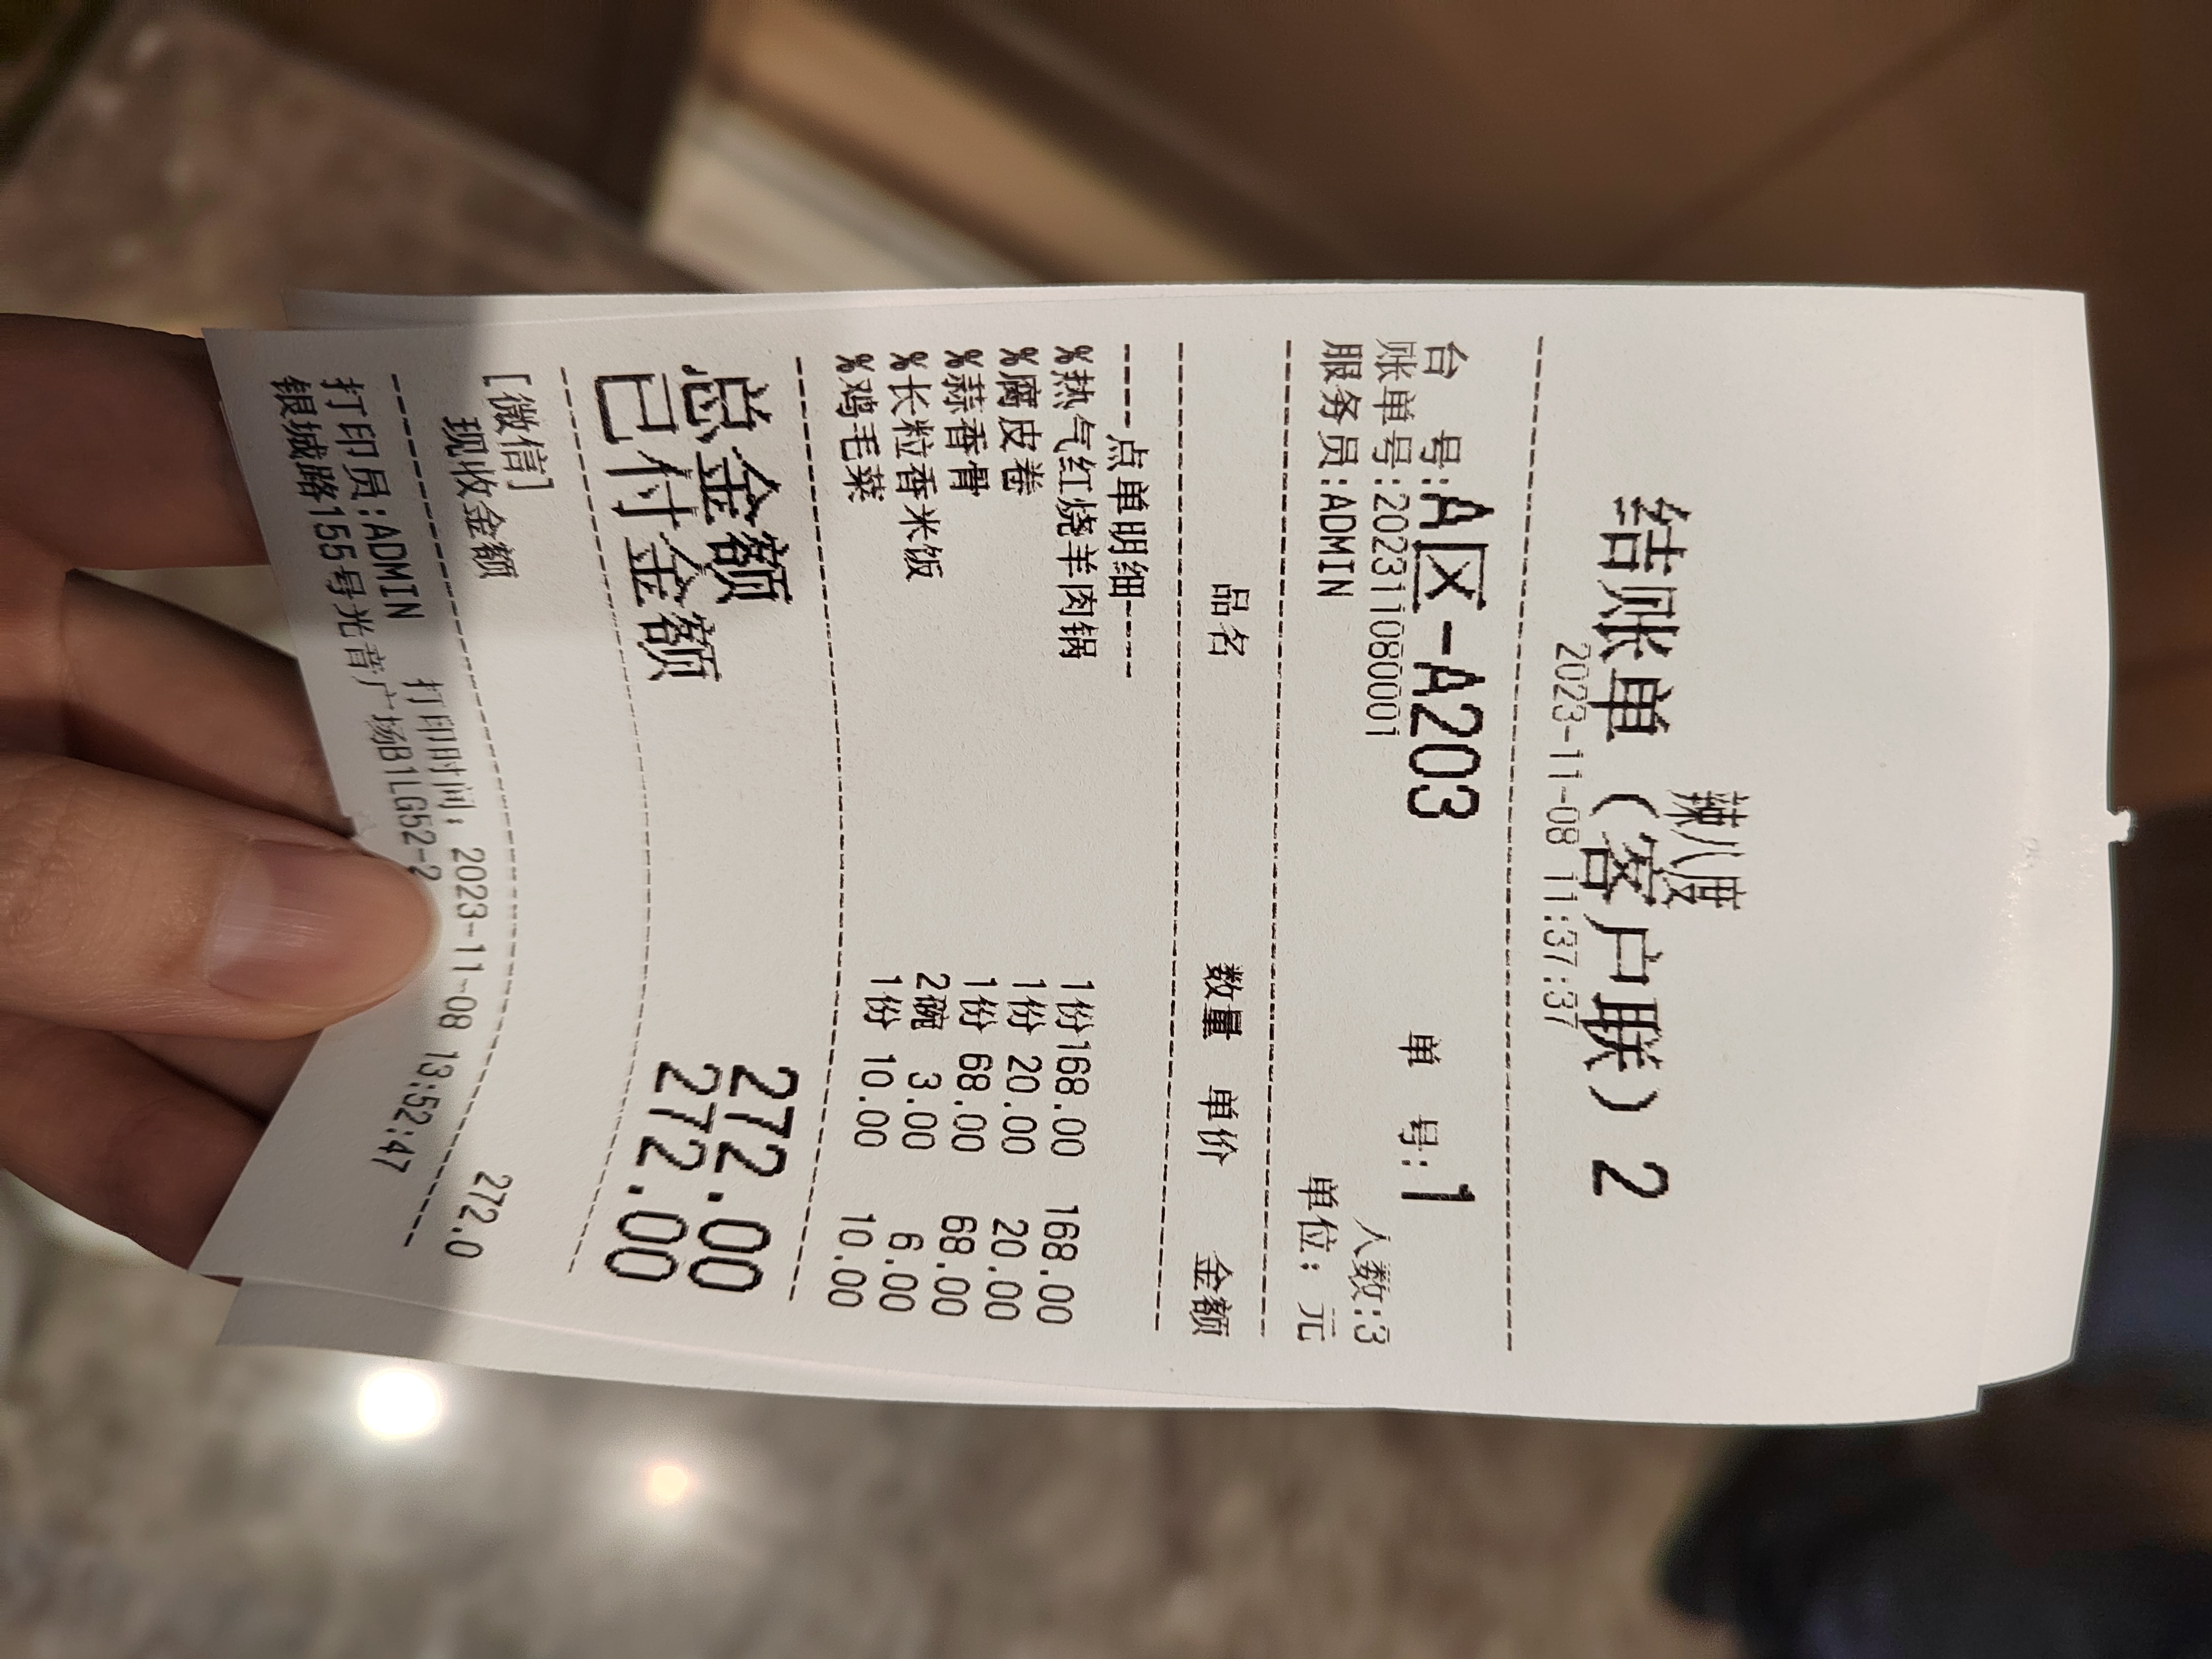 辣八度
结账单（客户联）2
2023-11-08 11:37:37
台 号:A区-A203 单 号:1
账单号:202311080001 人数:3
服务员:ADMIN 单位：元
品名 数量 单价 金额
----点单明细----
%热气红烧羊肉锅 1份168.00 168.00
%腐皮卷 1份 20.00 20.00
%蒜香骨 1份 68.00 68.00
%长粒香米饭 2碗 3.00 6.00
%鸡毛菜 1份 10.00 10.00
总金额 272.00
已付金额 272.00
[微信]
现收金额 272.0
打印员:ADMIN 打印时间：2023-11-08 13:52:47
银城路155号光音广场B1LG52-2